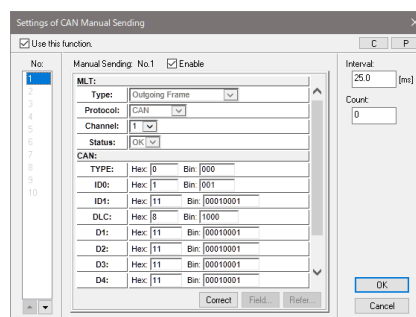 Settings of CAN Manual Sending
Use this function.
C P
No: Manual Sending: No.1 Enable Interval:
1
2
3
4
5
6
7
8
9
10
MLT:
Type: Outgoing Frame
Protocol: CAN
Channel: 1
Status: OK
CAN:
TYPE: Hex: 0 Bin: 000
ID0: Hex: 1 Bin: 001
ID1: Hex: 11 Bin: 00010001
DLC: Hex: 8 Bin: 1000
D1: Hex: 11 Bin: 00010001
D2: Hex: 11 Bin: 00010001
D3: Hex: 11 Bin: 00010001
D4: Hex: 11 Bin: 00010001
Correct Field... Refer...
25.0 [ms]
Count:
0
OK
Cancel